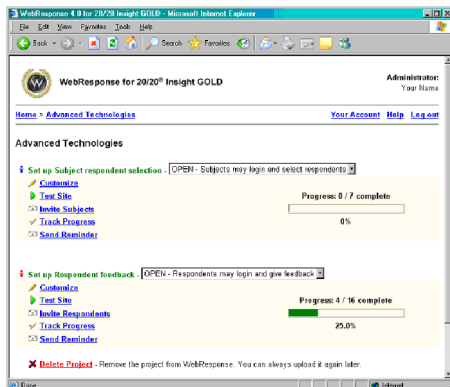 WebResponse 4.0 for 20/20 Insight GOLD - Microsoft Internet Explorer
File Edit View Favorites Tools Help
Back Search Favorites
WebResponse for 20/20® Insight GOLD
Administrator:
Your Name
Home > Advanced Technologies Your Account Help Log out
Advanced Technologies
Set up Subject respondent selection - OPEN - Subjects may login and select respondents
Customize
Test Site Progress: 0 / 7 complete
Invite Subjects
Track Progress 0%
Send Reminder
Set up Respondent feedback - OPEN - Respondents may login and give feedback
Customize
Test Site Progress: 4 / 16 complete
Invite Respondents
Track Progress 25.0%
Send Reminder
Delete Project - Remove the project from WebResponse. You can always upload it again later.
Done Internet